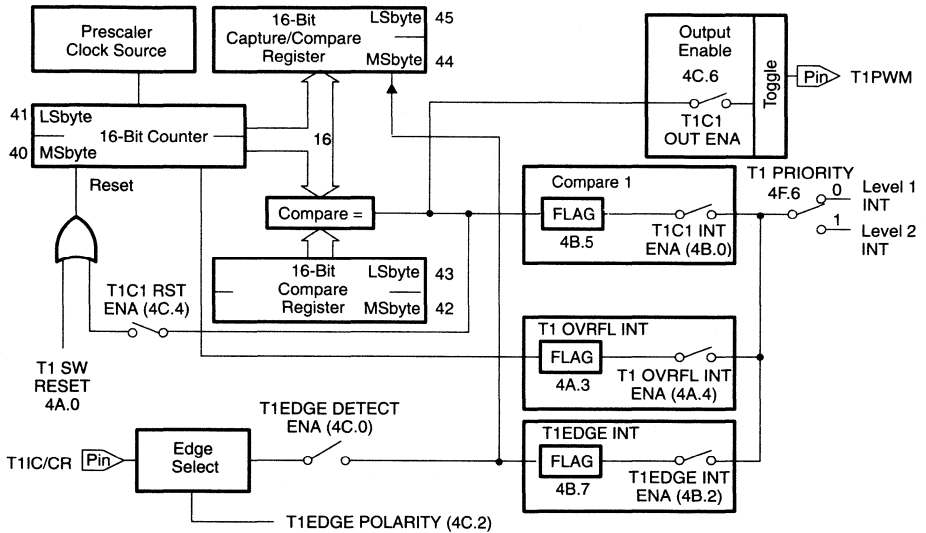 Prescaler
Clock Source
16-Bit
Capture/Compare
Register
LSbyte
45
MSbyte
44
Output
Enable
4C.6
T1C1
OUT ENA
Toggle
Pin
T1PWM
41
LSbyte
16-Bit Counter
40
MSbyte
16
Reset
Compare =
Compare 1
FLAG
4B.5
T1C1 INT
ENA (4B.0)
T1 PRIORITY
4F.6
0
Level 1
INT
1
Level 2
INT
16-Bit
Compare
Register
LSbyte
43
MSbyte
42
T1C1 RST
ENA (4C.4)
T1 SW
RESET
4A.0
T1 OVRFL INT
FLAG
4A.3
T1 OVRFL INT
ENA (4A.4)
T1EDGE DETECT
ENA (4C.0)
T1IC/CR
Pin
Edge
Select
T1EDGE INT
FLAG
4B.7
T1EDGE INT
ENA (4B.2)
T1EDGE POLARITY (4C.2)